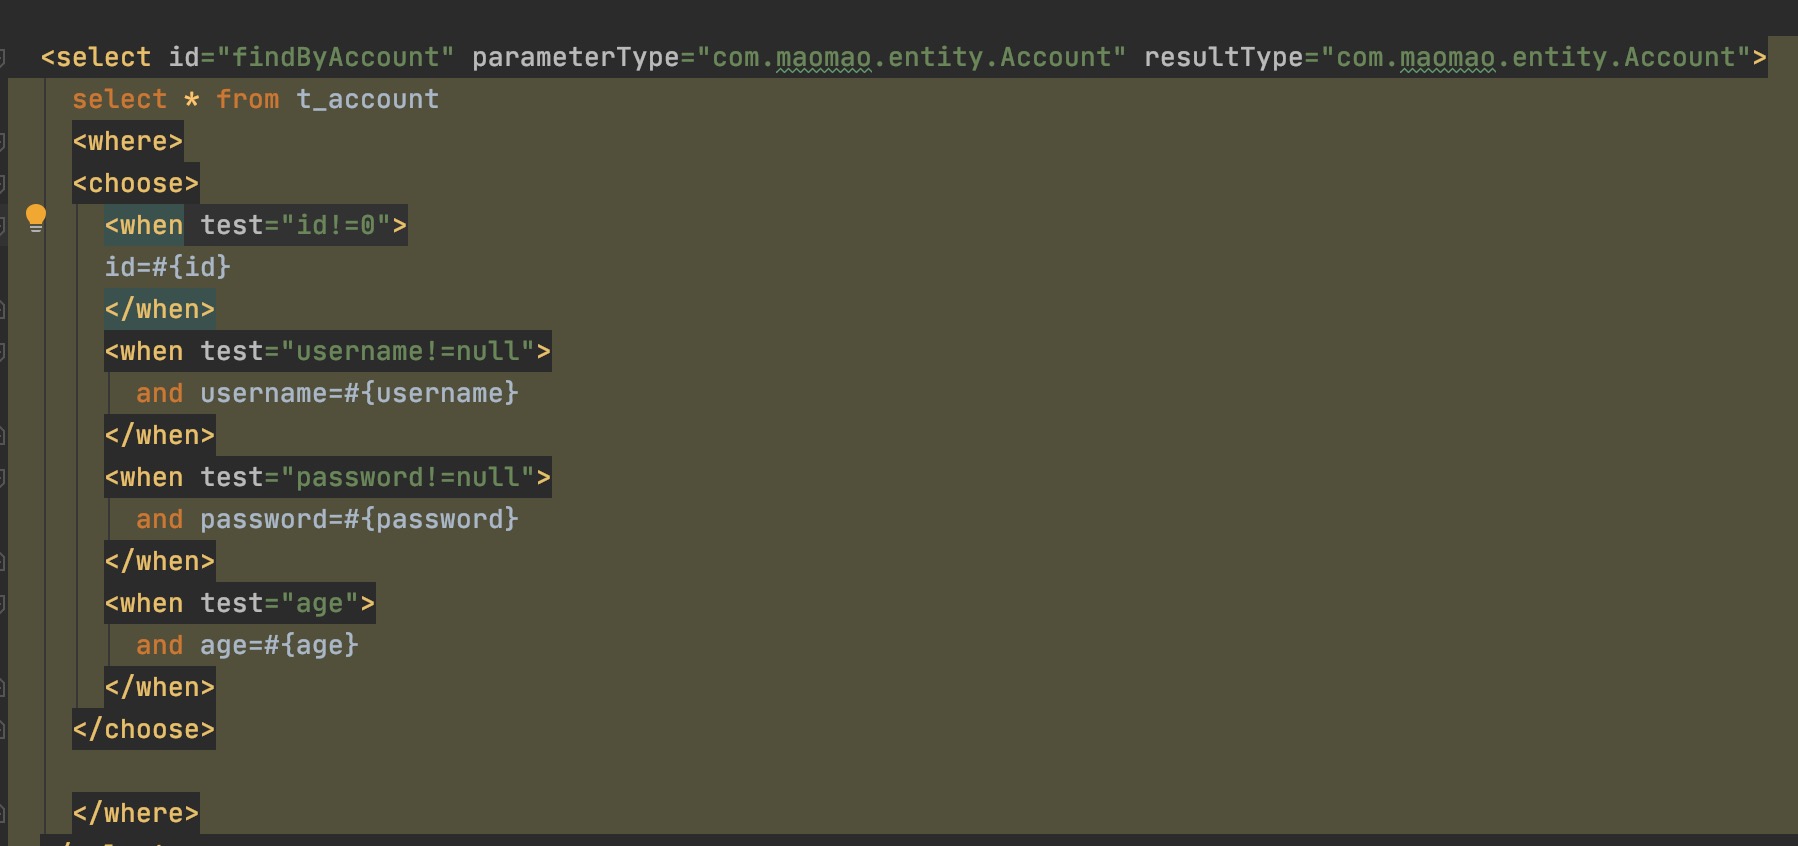 <select id="findByAccount" parameterType="com.maomao.entity.Account" resultType="com.maomao.entity.Account">
select * from t_account
<where>
<choose>
<when test="id!=0">
id=#{id}
</when>
<when test="username!=null">
and username=#{username}
</when>
<when test="password!=null">
and password=#{password}
</when>
<when test="age">
and age=#{age}
</when>
</choose>
</where>